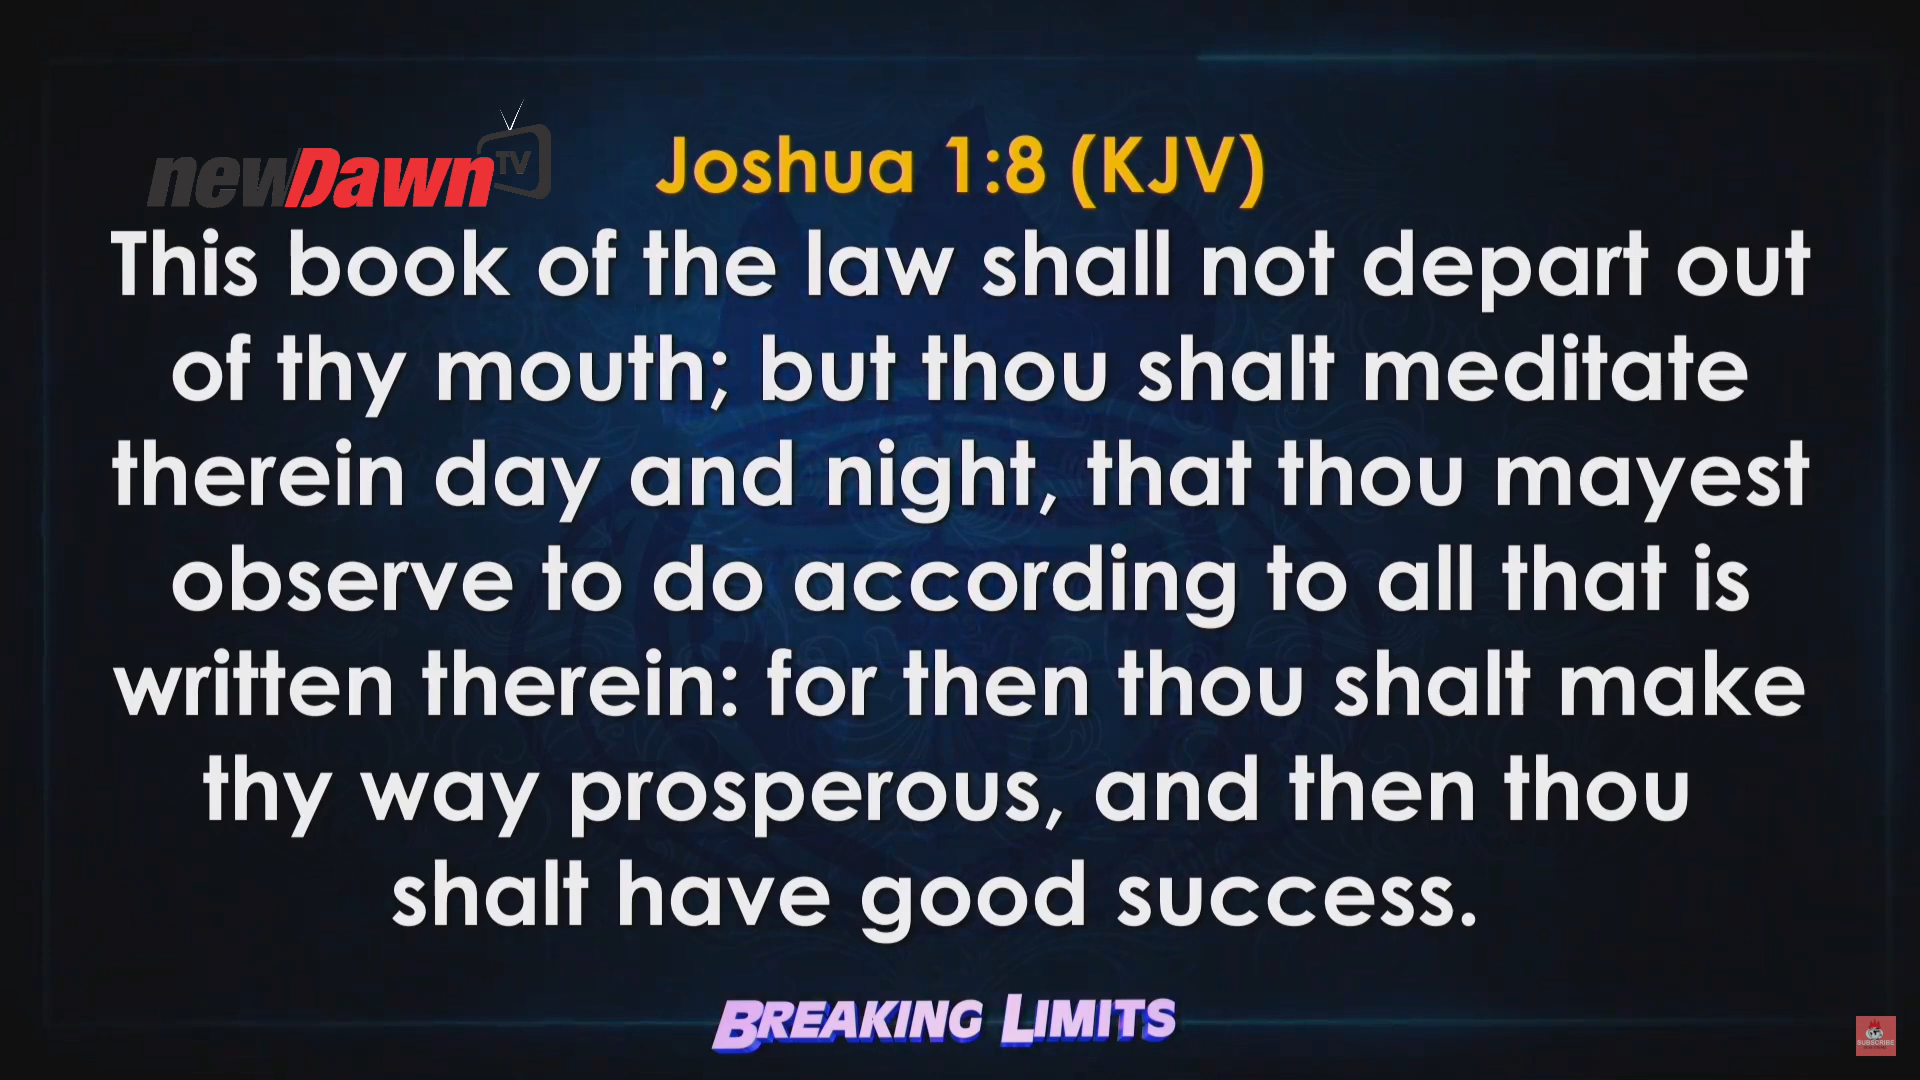 newDawn TV
Joshua 1:8 (KJV)
This book of the law shall not depart out
of thy mouth; but thou shalt meditate
therein day and night, that thou mayest
observe to do according to all that is
written therein: for then thou shalt make
thy way prosperous, and then thou
shalt have good success.
BREAKING LIMITS
SUBSCRIBE